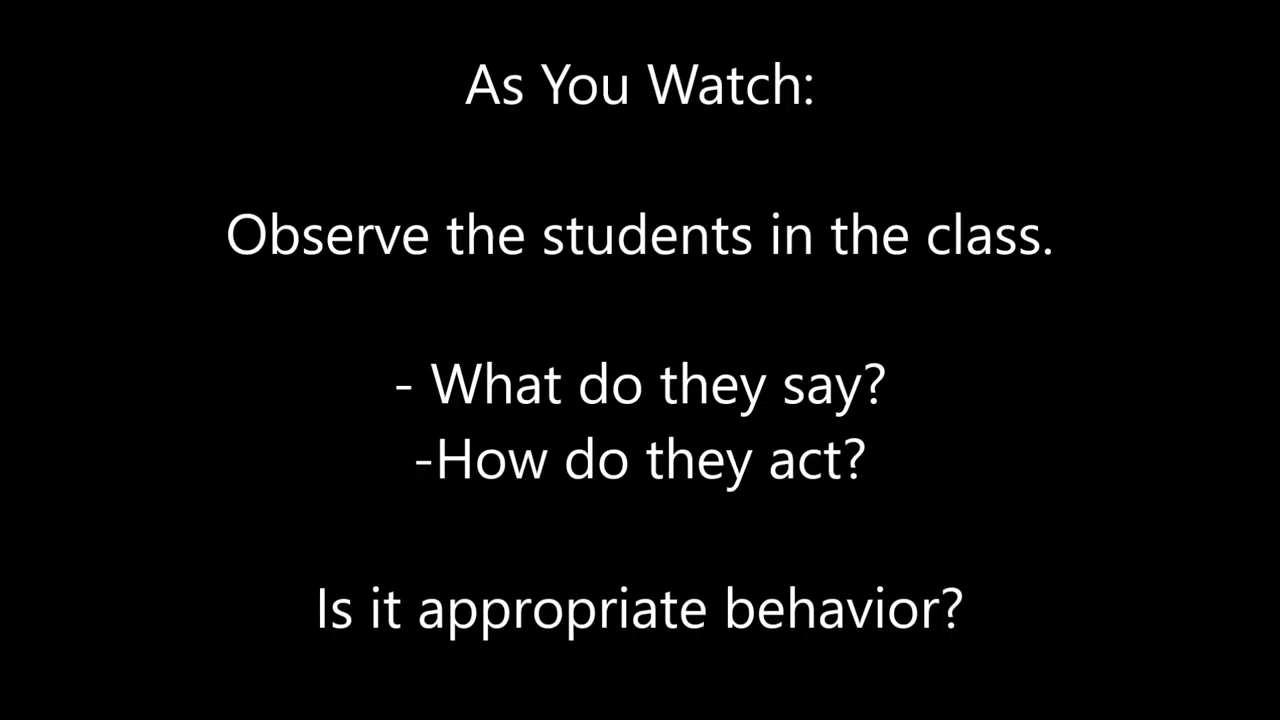 As You Watch:
Observe the students in the class.
- What do they say?
-How do they act?
Is it appropriate behavior?